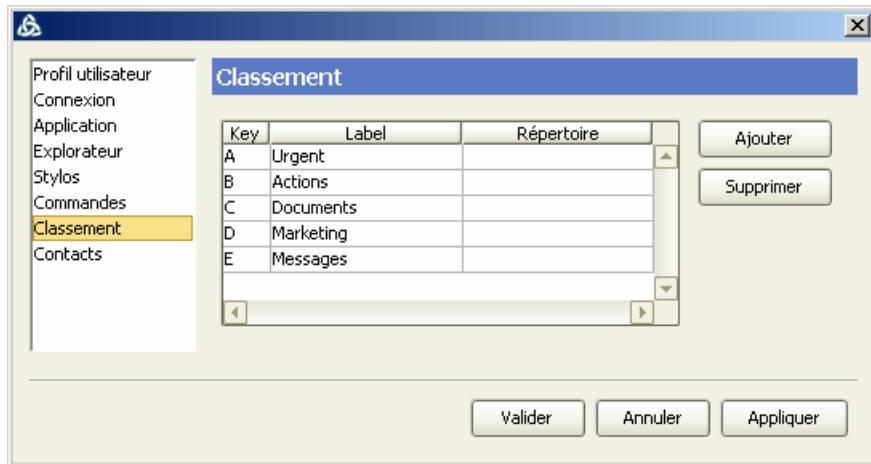 Profil utilisateur
Connexion
Application
Explorateur
Stylos
Commandes
Classement
Contacts
Classement
Key Label Répertoire
A Urgent
B Actions
C Documents
D Marketing
E Messages
Ajouter
Supprimer
Valider Annuler Appliquer